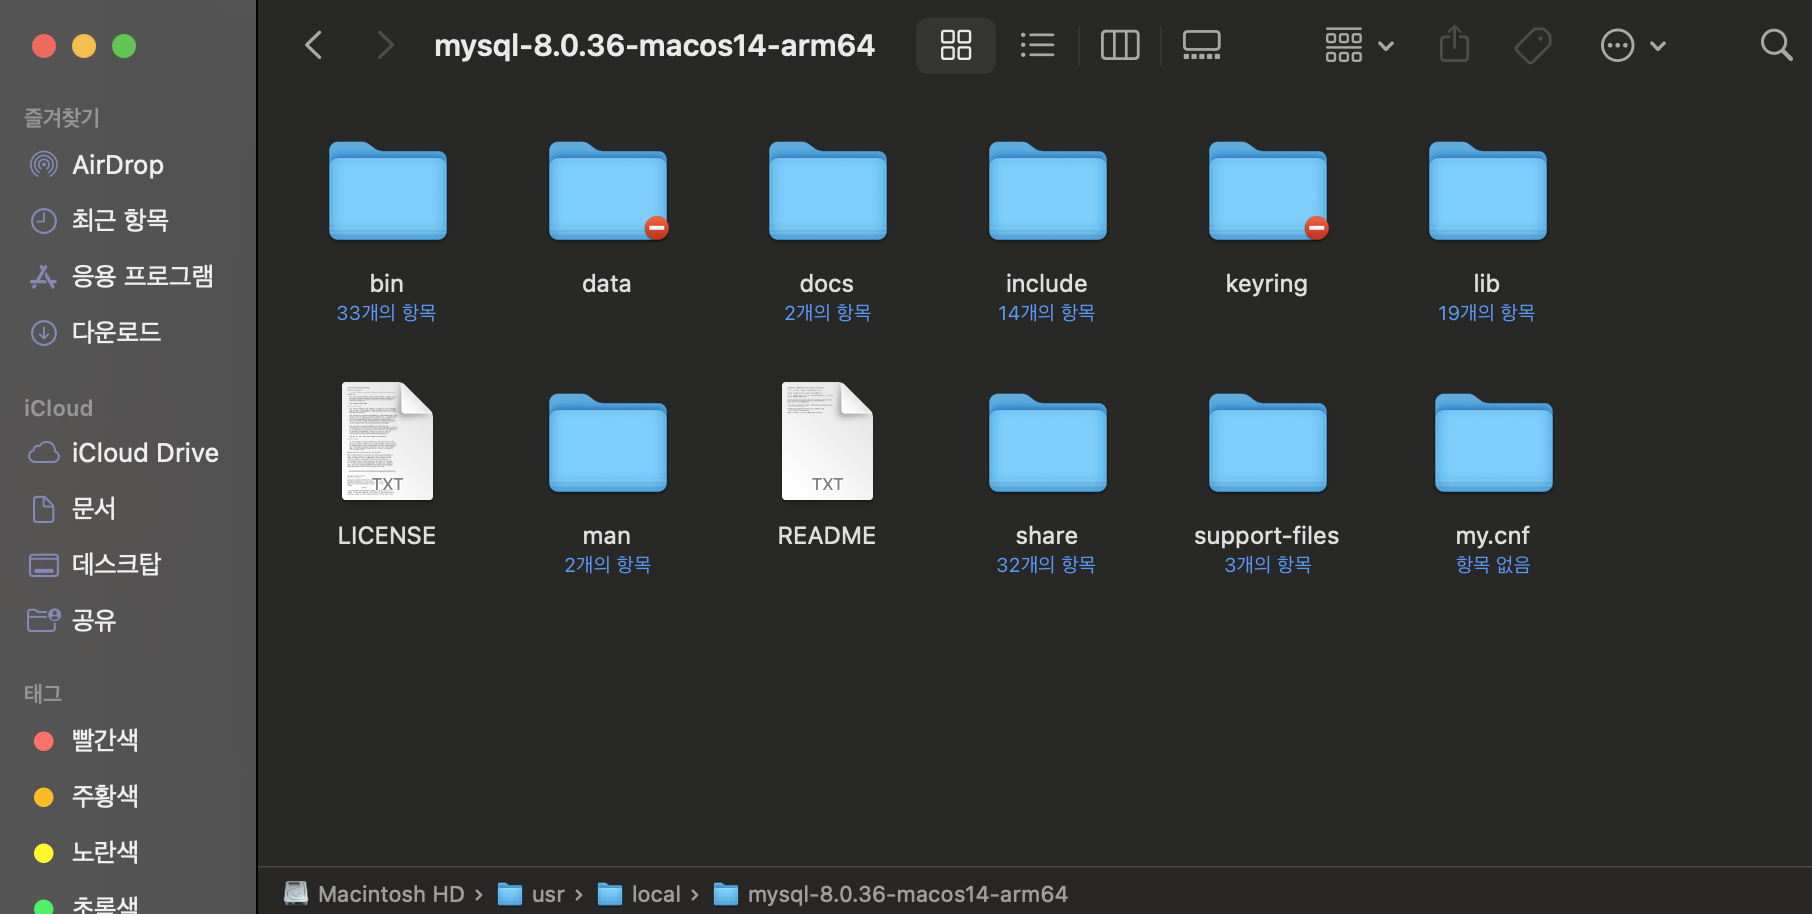 mysql-8.0.36-macos14-arm64
즐겨찾기
AirDrop
최근 항목
응용 프로그램
다운로드
iCloud
iCloud Drive
문서
데스크탑
공유
태그
빨간색
주황색
노란색
초록색
bin
33개의 항목
data
docs
2개의 항목
include
14개의 항목
keyring
lib
19개의 항목
TXT
LICENSE
man
2개의 항목
TXT
README
share
32개의 항목
support-files
3개의 항목
my.cnf
항목 없음
Macintosh HD › usr › local › mysql-8.0.36-macos14-arm64